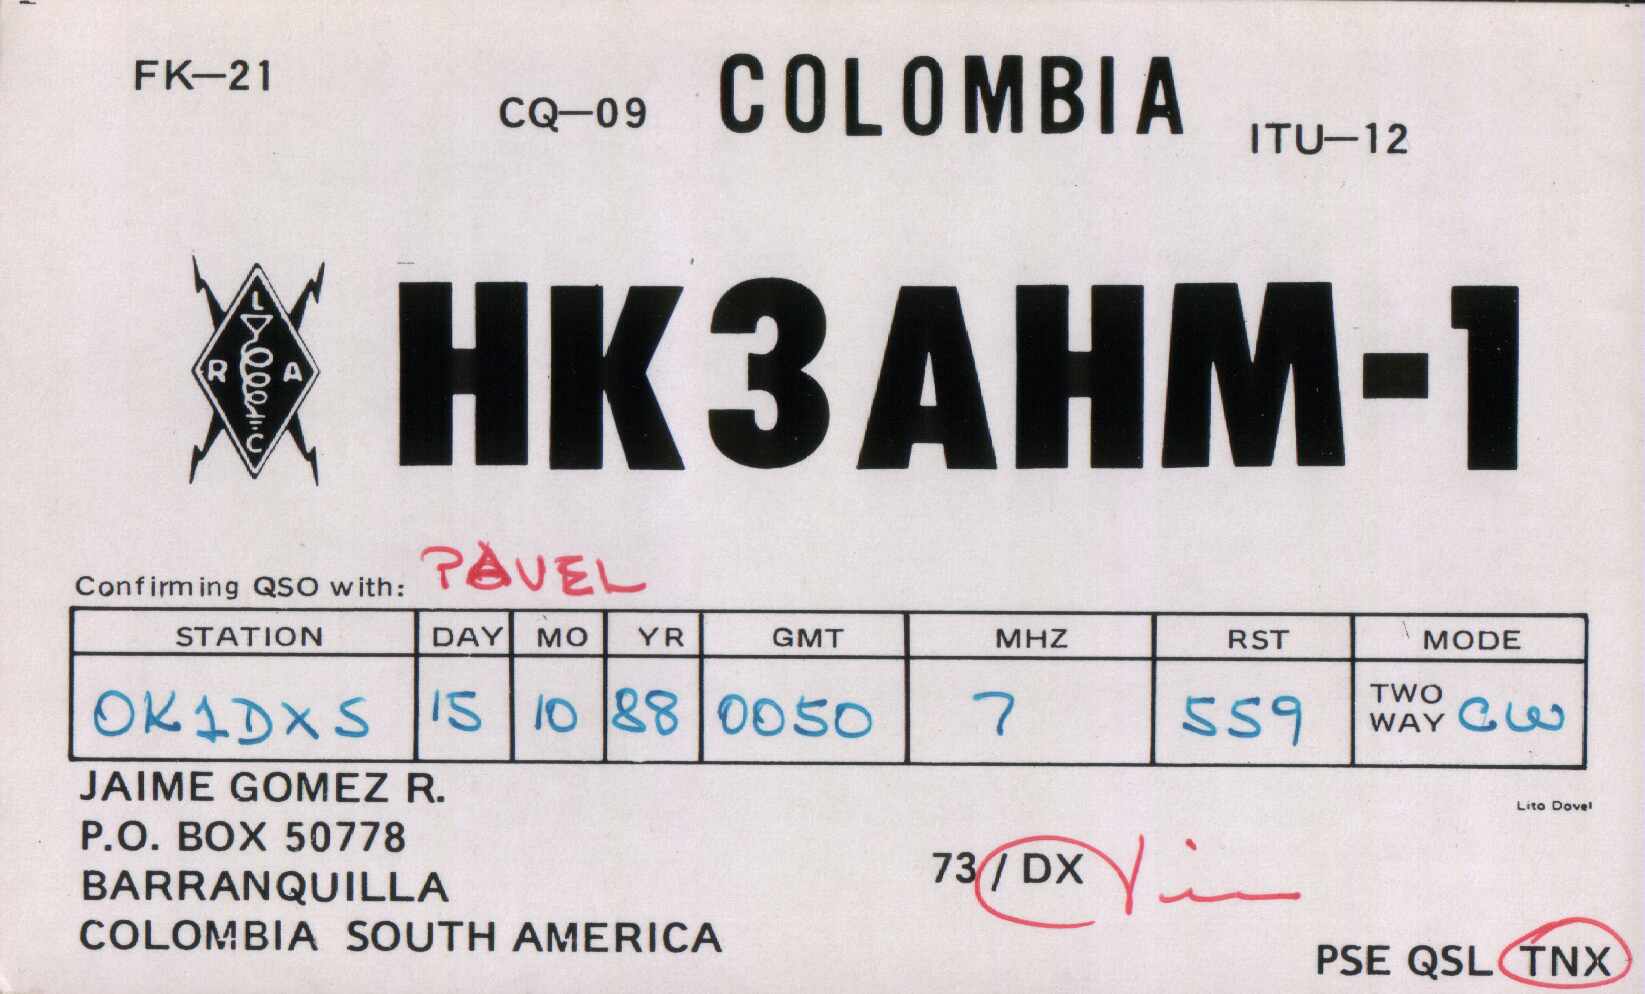 FK—21
CQ—09 COLOMBIA ITU—12
L
R A
C
HK3AHM-1
Confirming QSO with: PAVEL
STATION DAY MO YR GMT MHZ RST MODE
OK1DXS 15 10 88 0050 7 559 TWO WAY CW
JAIME GOMEZ R.
Lito Dovel
P.O. BOX 50778
73/DX
BARRANQUILLA
COLOMBIA SOUTH AMERICA
PSE QSL TNX